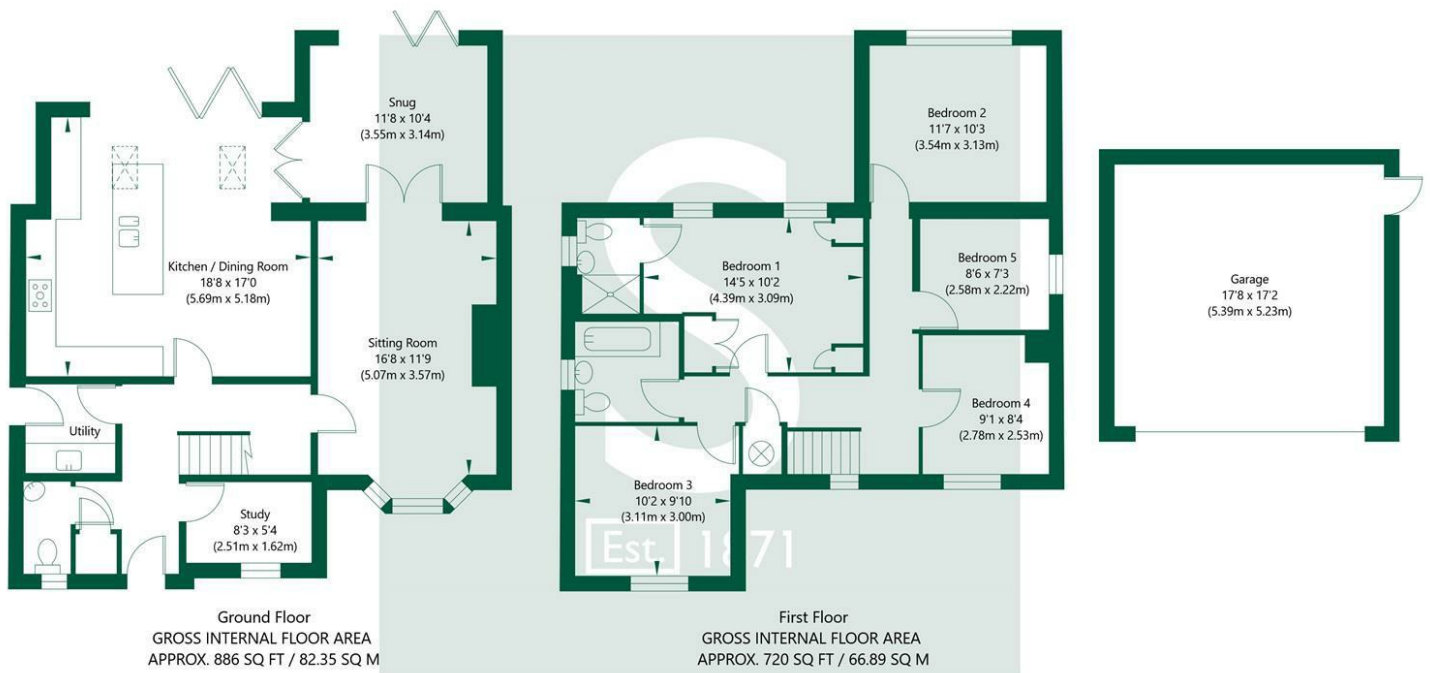 Snug
11'8 x 10'4
(3.55m x 3.14m)
Kitchen / Dining Room
18'8 x 17'0
(5.69m x 5.18m)
Sitting Room
16'8 x 11'9
(5.07m x 3.57m)
Utility
Study
8'3 x 5'4
(2.51m x 1.62m)
Ground Floor
GROSS INTERNAL FLOOR AREA
APPROX. 886 SQ FT / 82.35 SQ M
Bedroom 2
11'7 x 10'3
(3.54m x 3.13m)
Bedroom 1
14'5 x 10'2
(4.39m x 3.09m)
Bedroom 5
8'6 x 7'3
(2.58m x 2.22m)
Bedroom 4
9'1 x 8'4
(2.78m x 2.53m)
Bedroom 3
10'2 x 9'10
(3.11m x 3.00m)
S
Est. 1871
First Floor
GROSS INTERNAL FLOOR AREA
APPROX. 720 SQ FT / 66.89 SQ M
Garage
17'8 x 17'2
(5.39m x 5.23m)